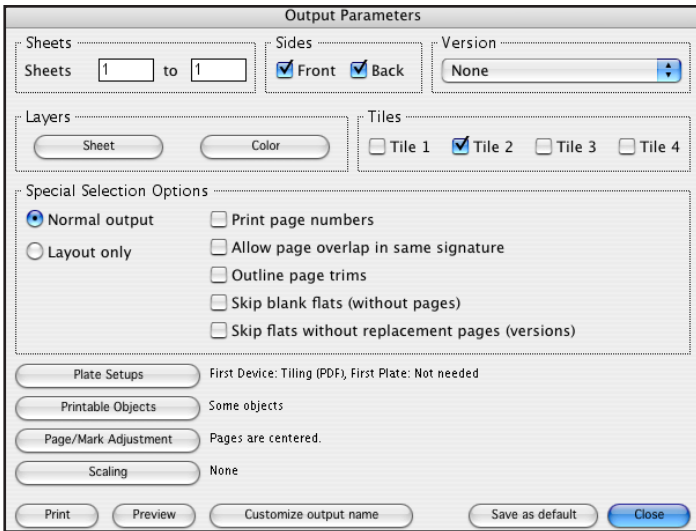 Output Parameters
Sheets
Sheets 1 to 1
Sides
Front Back
Version
None
Layers
Sheet Color
Tiles
Tile 1 Tile 2 Tile 3 Tile 4
Special Selection Options
Normal output
Layout only
Print page numbers
Allow page overlap in same signature
Outline page trims
Skip blank flats (without pages)
Skip flats without replacement pages (versions)
Plate Setups First Device: Tiling (PDF), First Plate: Not needed
Printable Objects Some objects
Page/Mark Adjustment Pages are centered.
Scaling None
Print Preview Customize output name Save as default Close